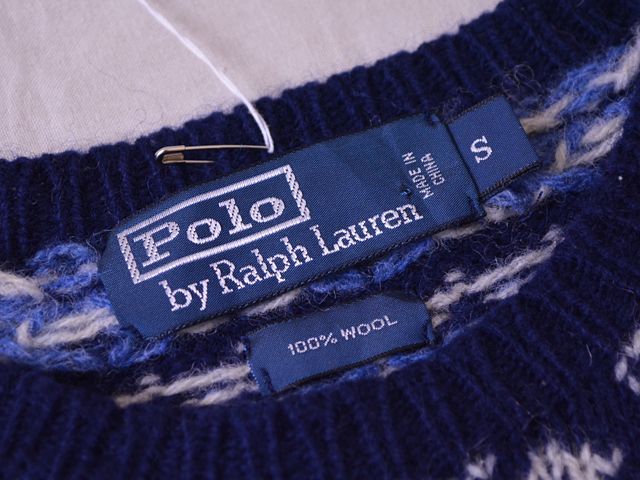 Polo
by Ralph Lauren
MADE IN
CHINA
S
100% WOOL